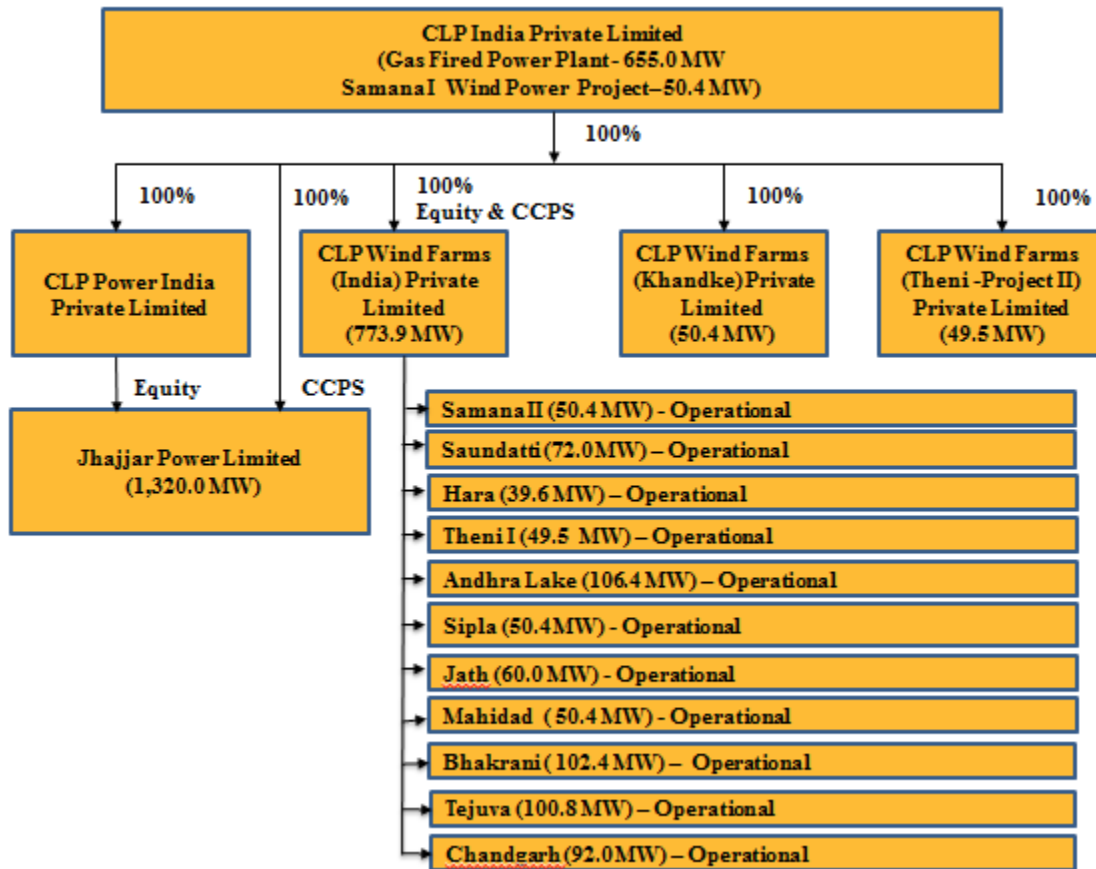 CLP India Private Limited
(Gas Fired Power Plant- 655.0 MW
Samana I Wind Power Project–50.4 MW)
100%
100%
100%
100%
Equity & CCPS
100%
100%
CLP Power India
Private Limited
CLP Wind Farms
(India) Private
Limited
(773.9 MW)
CLP Wind Farms
(Khandke) Private
Limited
(50.4 MW)
CLP Wind Farms
(Theni -Project II)
Private Limited
(49.5 MW)
Equity
CCPS
Jhajjar Power Limited
(1,320.0 MW)
Samana II (50.4 MW) - Operational
Saundatti (72.0 MW) – Operational
Hara (39.6 MW) – Operational
Theni I (49.5 MW) – Operational
Andhra Lake (106.4 MW) – Operational
Sipla (50.4 MW) - Operational
Jath (60.0 MW) - Operational
Mahidad ( 50.4 MW) - Operational
Bhakrani ( 102.4 MW) – Operational
Tejuva (100.8 MW) – Operational
Chandgarh (92.0MW) – Operational